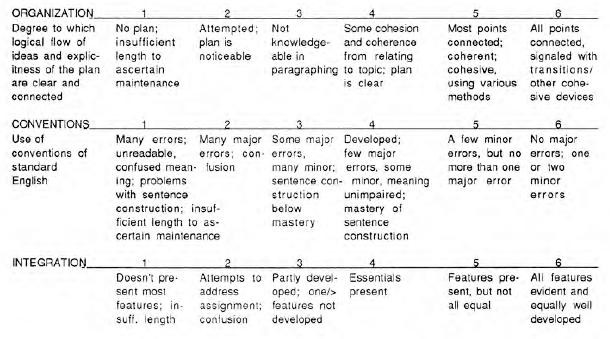 ORGANIZATION 1 2 3 4 5 6
Degree to which No plan; Attempted; Not Some cohesion Most points All points
logical flow of insufficient plan is knowledge- and coherence connected; connected,
ideas and explic- length to noticeable able in from relating coherent; signaled with
itness of the plan ascertain paragraphing to topic; plan cohesive, transitions/
are clear and maintenance is clear using various other cohe-
connected methods sive devices
CONVENTIONS 1 2 3 4 5 6
Use of Many errors; Many major Some major Developed; A few minor No major
conventions of unreadable, errors; con- errors, few major errors, but no errors; one
standard confused mean- fusion many minor; errors, some more than one or two
English ing; problems sentence con- minor, meaning major error minor
with sentence struction unimpaired; errors
construction; insuf- below mastery of
ficient length to as- mastery sentence
certain maintenance construction
INTEGRATION 1 2 3 4 5 6
Doesn't pre- Attempts to Partly devel- Essentials Features pre- All features
sent most address oped; one/> present sent, but not evident and
features; in- assignment; features not all equal equally well
suff. length confusion developed developed